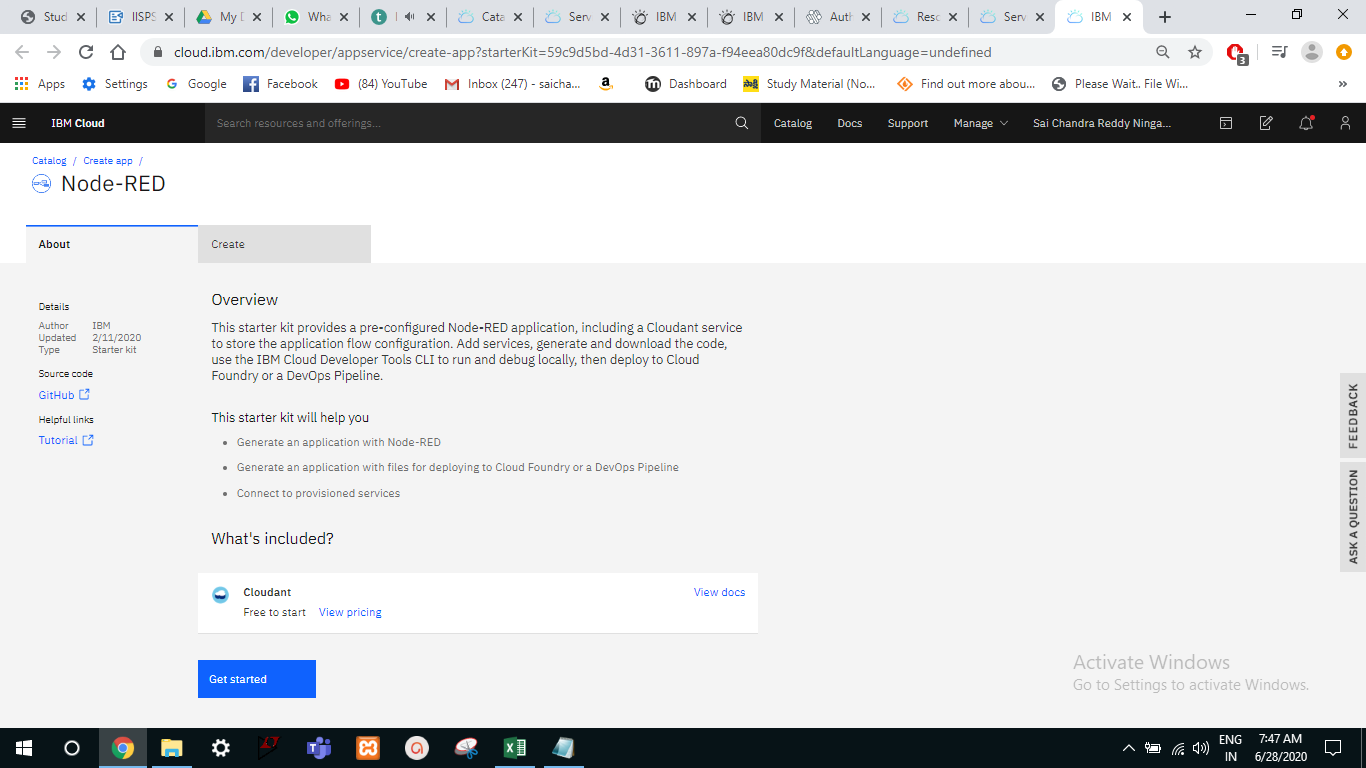 Stud
IISPS
My D
Wha
t
I
Cata
Serv
IBM
IBM
Auth
Reso
Serv
IBM
cloud.ibm.com/developer/appservice/create-app?starterKit=59c9d5bd-4d31-3611-897a-f94eea80dc9f&defaultLanguage=undefined
3
Apps
Settings
G Google
Facebook
(84) YouTube
Inbox (247) - saicha...
a
m Dashboard
Study Material (No...
Find out more abou...
Please Wait.. File Wi...
»
IBM Cloud
Search resources and offerings...
Catalog
Docs
Support
Manage
Sai Chandra Reddy Ninga...
Catalog / Create app /
Node-RED
About
Create
Details
Author IBM
Updated 2/11/2020
Type Starter kit
Source code
GitHub
Helpful links
Tutorial
Overview
This starter kit provides a pre-configured Node-RED application, including a Cloudant service
to store the application flow configuration. Add services, generate and download the code,
use the IBM Cloud Developer Tools CLI to run and debug locally, then deploy to Cloud
Foundry or a DevOps Pipeline.
This starter kit will help you
• Generate an application with Node-RED
• Generate an application with files for deploying to Cloud Foundry or a DevOps Pipeline
• Connect to provisioned services
What's included?
Cloudant
View docs
Free to start View pricing
Get started
FEEDBACK
ASK A QUESTION
Activate Windows
Go to Settings to activate Windows.
ENG
IN
7:47 AM
6/28/2020